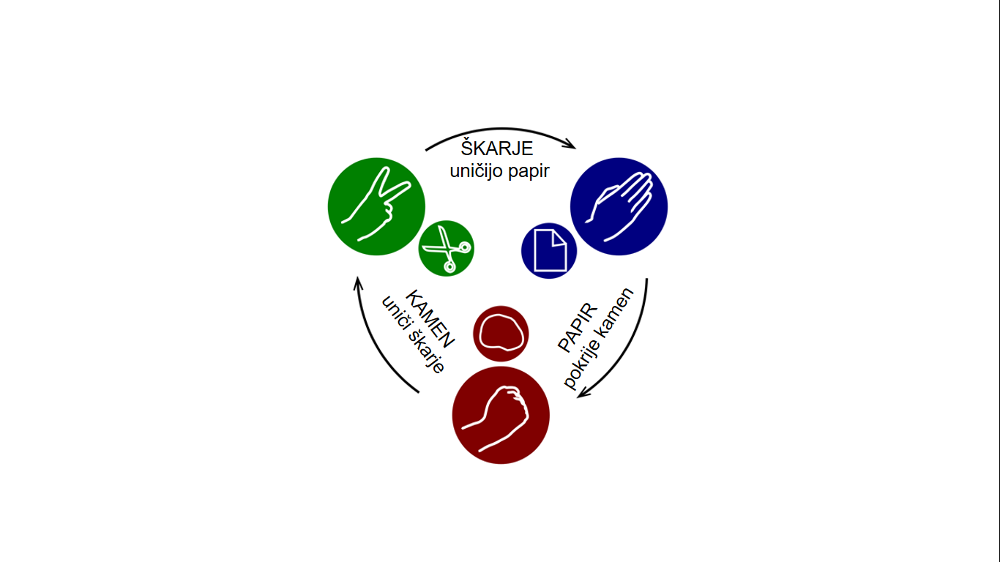 ŠKARJE
uničijo papir
KAMEN
uniči škarje
PAPIR
pokrije kamen